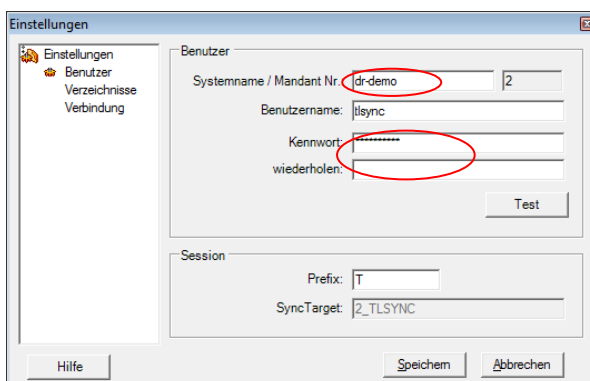 Einstellungen
Einstellungen
Benutzer
Verzeichnisse
Verbindung
Benutzer
Systemname / Mandant Nr. dr-demo 2
Benutzername: tlsync
Kennwort: **********
wiederholen:
Test
Session
Prefix: T
SyncTarget: 2_TLSYNC
Hilfe Speichern Abbrechen